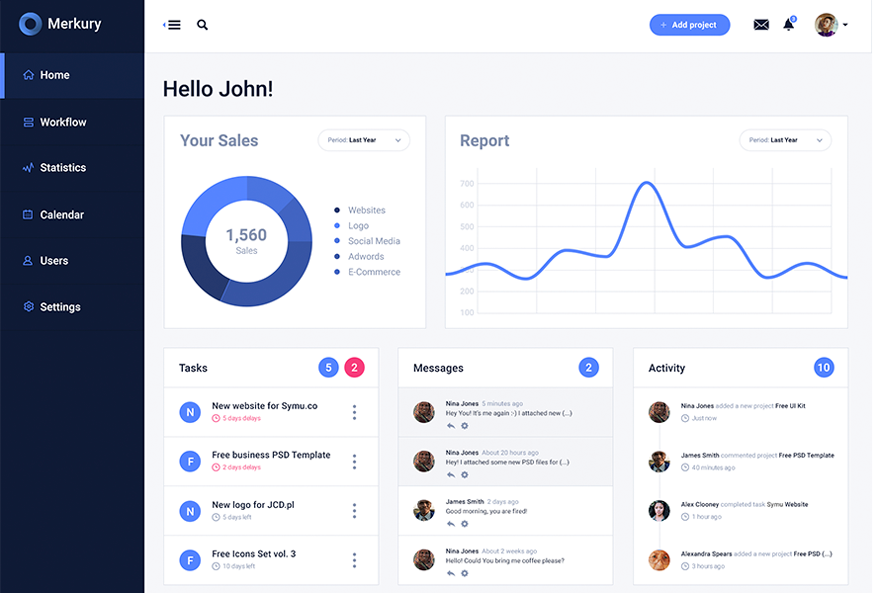 Merkury
+ Add project
3
Home
Workflow
Statistics
Calendar
Users
Settings
Hello John!
Your Sales
Period: Last Year
1,560
Sales
Websites
Logo
Social Media
Adwords
E-Commerce
Report
Period: Last Year
700
600
500
400
300
200
100
Tasks
5
2
N
New website for Symu.co
5 days delays
F
Free business PSD Template
2 days delays
N
New logo for JCD.pl
5 days left
F
Free Icons Set vol. 3
10 days left
Messages
2
Nina Jones 5 minutes ago
Hey You! It's me again :-) I attached new (...)
Nina Jones About 20 hours ago
Hey! I attached some new PSD files for (...)
James Smith 2 days ago
Good morning, you are fired!
Nina Jones About 2 weeks ago
Hello! Could You bring me coffee please?
Activity
10
Nina Jones added a new project Free UI Kit
Just now
James Smith commented project Free PSD Template
40 minutes ago
Alex Clooney completed task Symu Website
1 hour ago
Alexandra Spears added a new project Free PSD (...)
3 hours ago